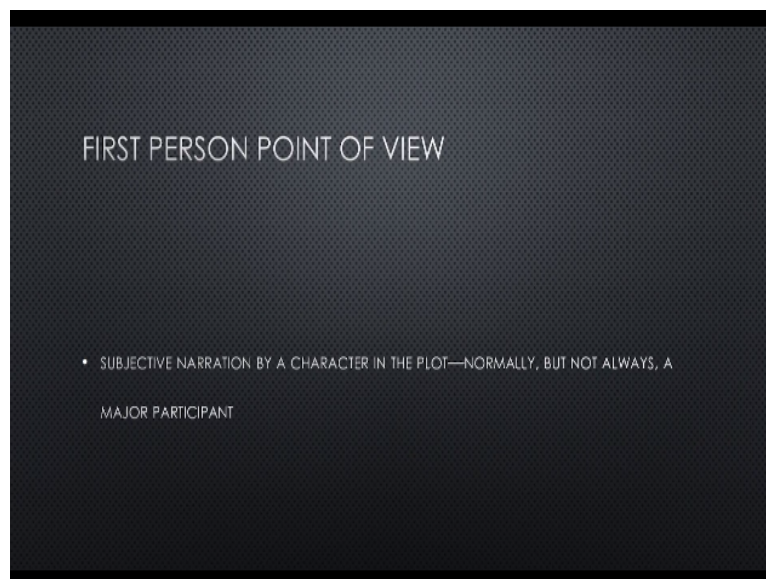 FIRST PERSON POINT OF VIEW
• SUBJECTIVE NARRATION BY A CHARACTER IN THE PLOT—NORMALLY, BUT NOT ALWAYS, A
MAJOR PARTICIPANT